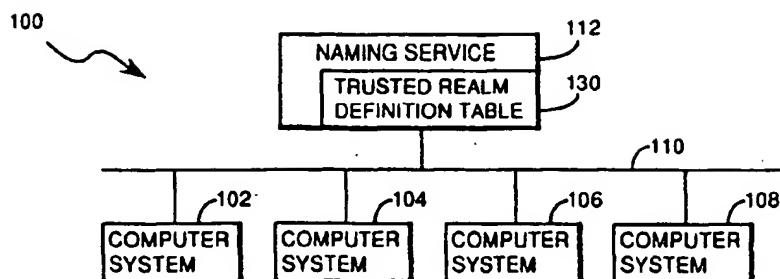 100
NAMING SERVICE
112
TRUSTED REALM
DEFINITION TABLE
130
110
102
104
106
108
COMPUTER
SYSTEM
COMPUTER
SYSTEM
COMPUTER
SYSTEM
COMPUTER
SYSTEM